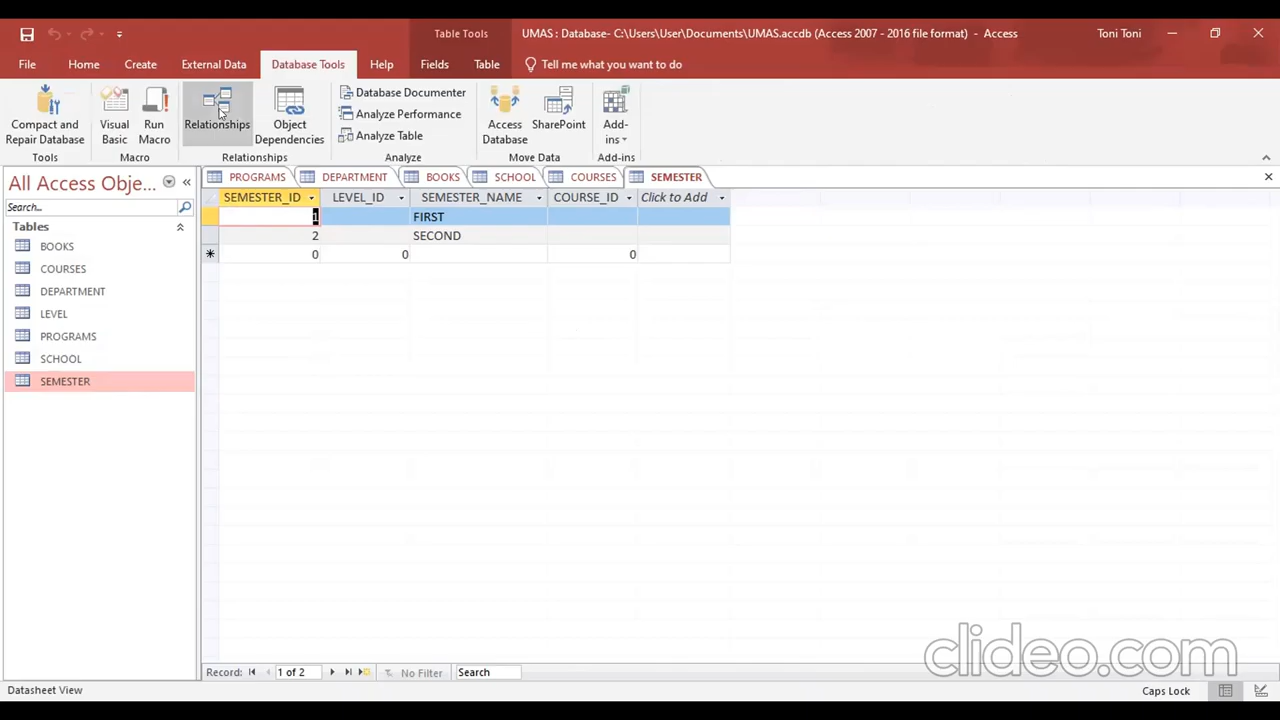 Table Tools
UMAS : Database- C:\Users\User\Documents\UMAS.accdb (Access 2007 - 2016 file format) - Access
Toni Toni
File
Home
Create
External Data
Database Tools
Help
Fields
Table
Tell me what you want to do
Compact and
Repair Database
Visual
Basic
Run
Macro
Relationships
Object
Dependencies
Database Documenter
Analyze Performance
Analyze Table
Access
Database
SharePoint
Add-
ins
Tools
Macro
Relationships
Analyze
Move Data
Add-ins
All Access Obje...
Search...
Tables
BOOKS
COURSES
DEPARTMENT
LEVEL
PROGRAMS
SCHOOL
SEMESTER
PROGRAMS
DEPARTMENT
BOOKS
SCHOOL
COURSES
SEMESTER
SEMESTER_ID LEVEL_ID SEMESTER_NAME COURSE_ID Click to Add
1 FIRST
2 SECOND
* 0 0 0
Record: 1 of 2 No Filter Search
clideo.com
Datasheet View
Caps Lock